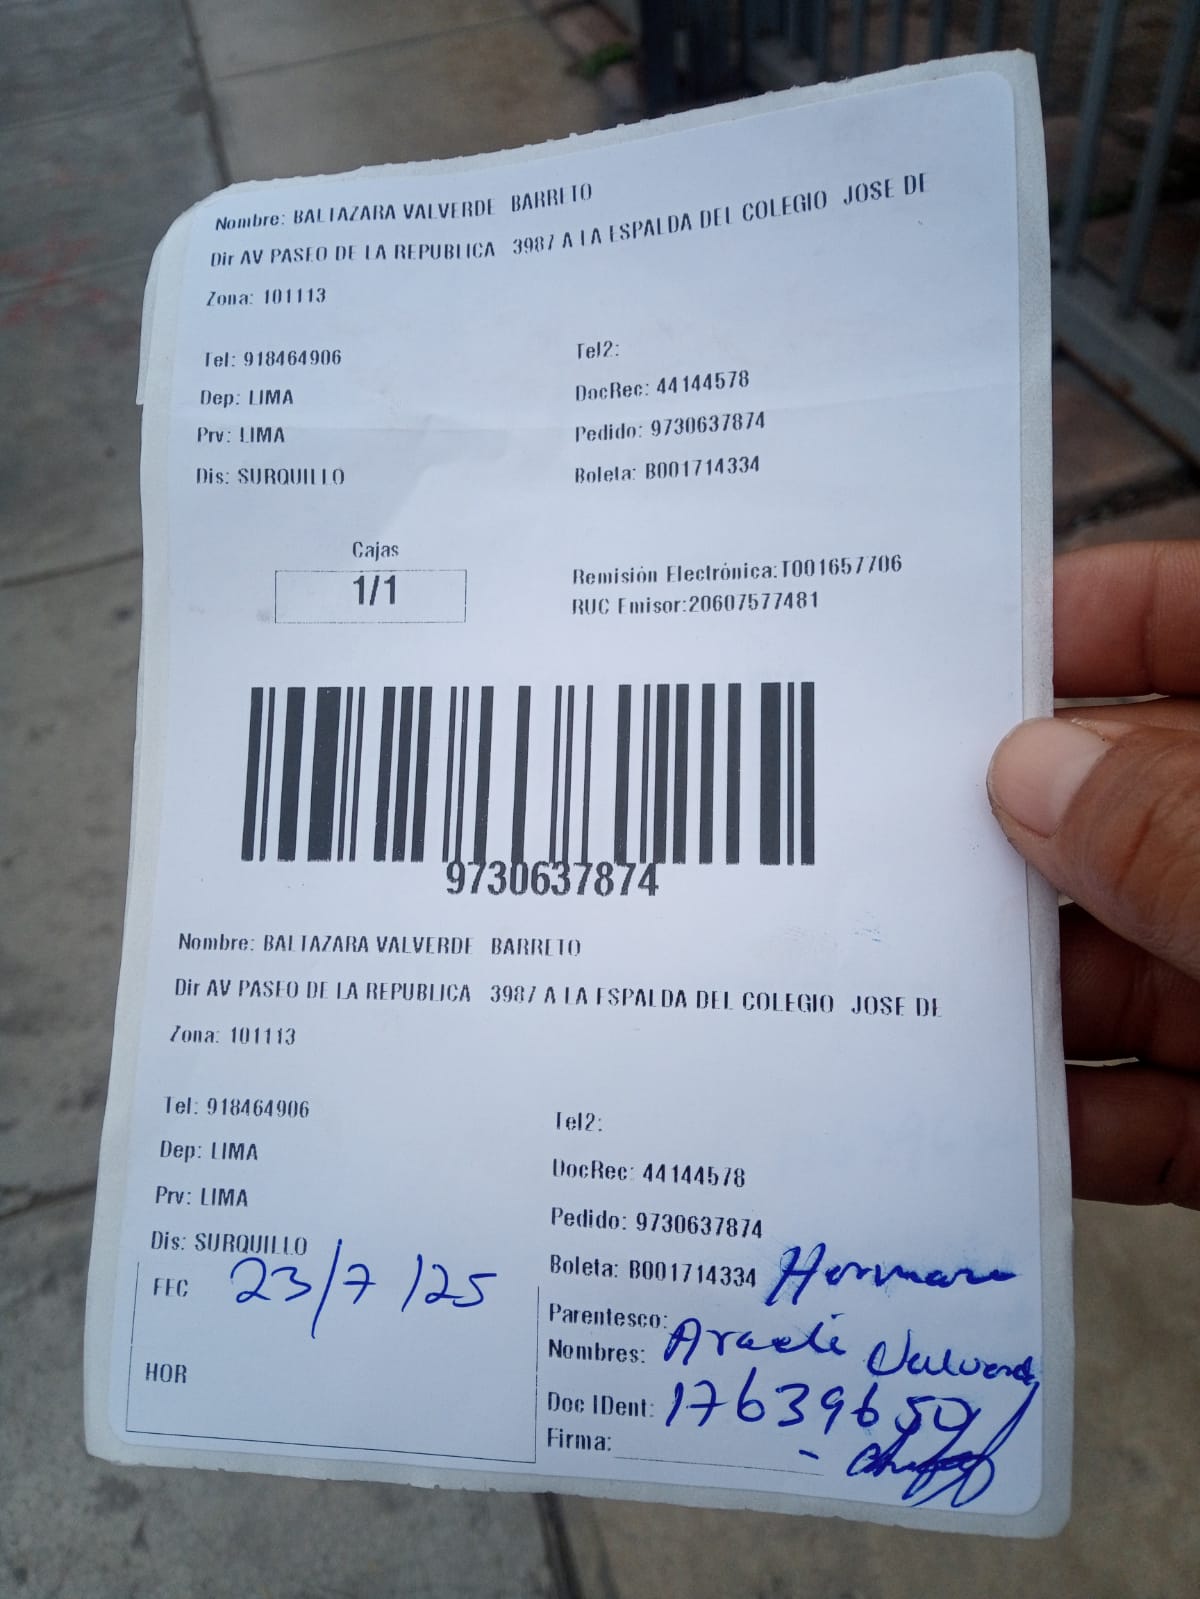 Nombre: BALTAZARA VALVERDE BARRETO
Dir AV PASEO DE LA REPUBLICA 3987 A LA ESPALDA DEL COLEGIO JOSE DE
Zona: 101113
Tel: 918464906
Tel2:
Dep: LIMA
DocRec: 44144578
Prv: LIMA
Pedido: 9730637874
Dis: SURQUILLO
Boleta: B001714334
Cajas
1/1
Remisión Electrónica:T001657706
RUC Emisor:20607577481
9730637874
Nombre: BALTAZARA VALVERDE BARRETO
Dir AV PASEO DE LA REPUBLICA 3987 A LA ESPALDA DEL COLEGIO JOSE DE
Zona: 101113
Tel: 918464906
Tel2:
Dep: LIMA
DocRec: 44144578
Prv: LIMA
Pedido: 9730637874
Dis: SURQUILLO
Boleta: B001714334
FEC 23/7/25
HOR
Parentesco: Hermana
Nombres: Araceli Valverde
Doc IDent:
Firma: